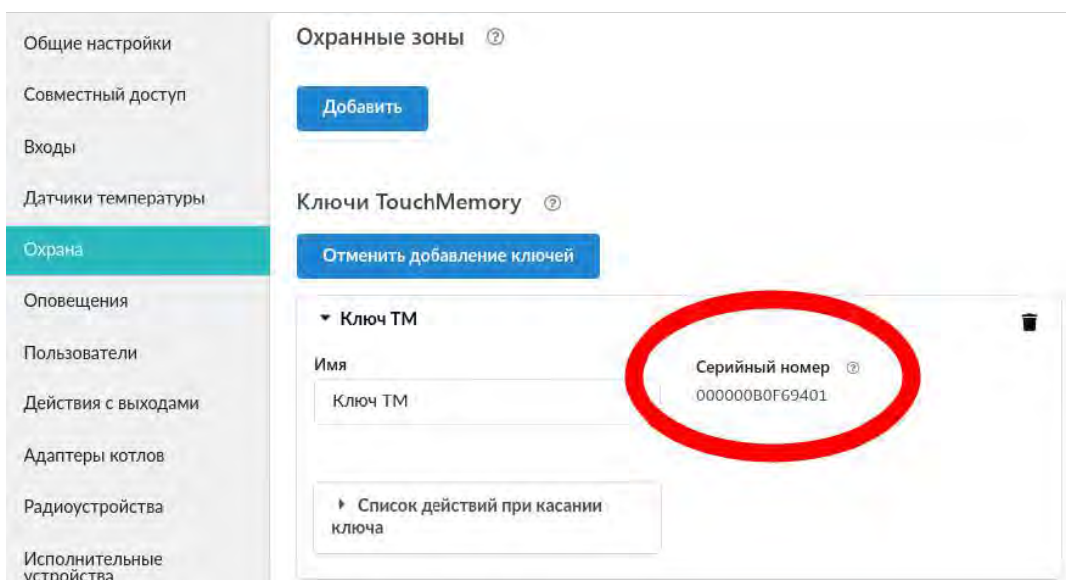 Общие настройки
Совместный доступ
Входы
Датчики температуры
Охрана
Оповещения
Пользователи
Действия с выходами
Адаптеры котлов
Радиоустройства
Исполнительные
устройства
Охранные зоны ?
Добавить
Ключи TouchMemory ?
Отменить добавление ключей
Ключ ТМ
Имя
Ключ ТМ
Серийный номер ?
000000B0F69401
Список действий при касании
ключа